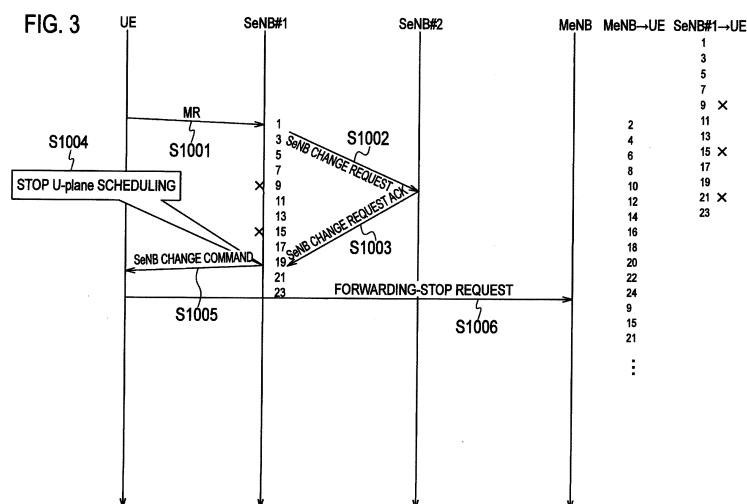 FIG. 3
UE SeNB#1 SeNB#2 MeNB MeNB→UE SeNB#1→UE
1
3
5
7
9 ×
11
13
15 ×
17
19
21 ×
23
2
4
6
8
10
12
14
16
18
20
22
24
9
15
21
⋮
MR
S1001
1
3
5
7
× 9
11
13
× 15
17
19
21
23
SeNB CHANGE REQUEST
S1002
S1004
STOP U-plane SCHEDULING
SeNB CHANGE REQUEST ACK
S1003
SeNB CHANGE COMMAND
S1005
FORWARDING-STOP REQUEST
S1006